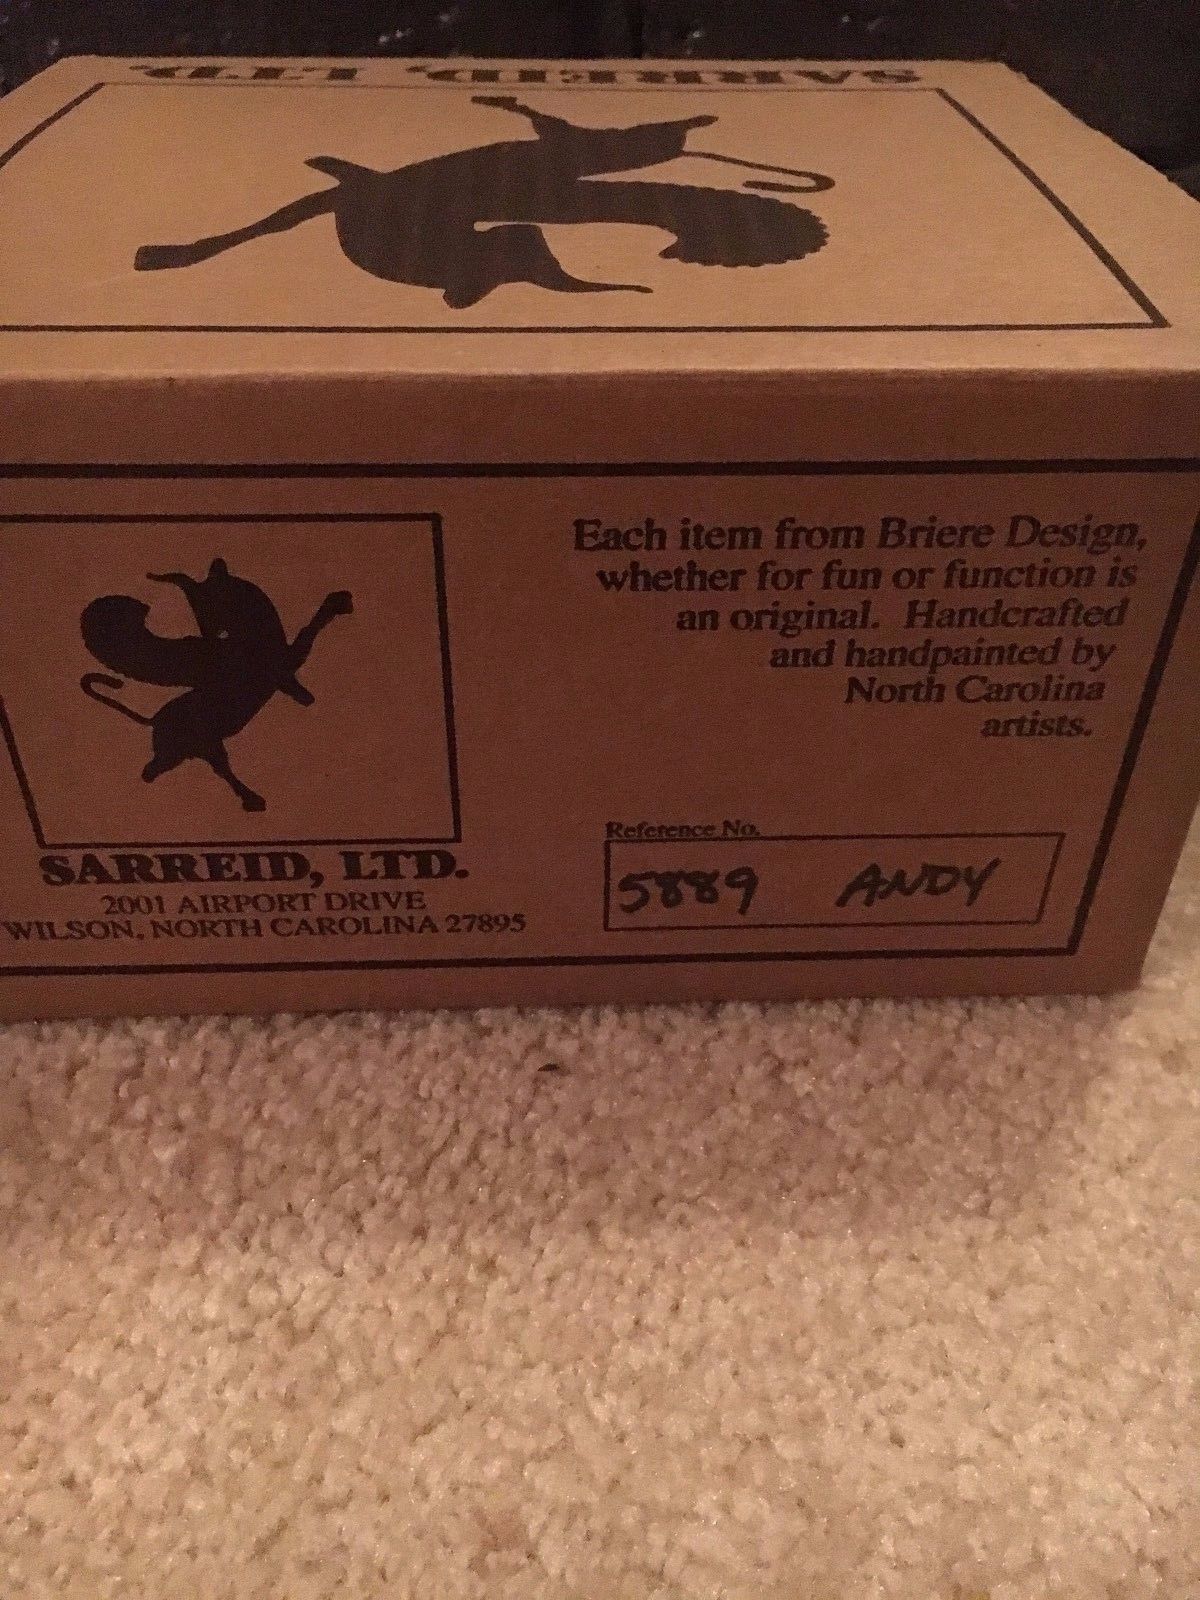 SARREID, LTD.
Each item from Briere Design,
whether for fun or function is
an original. Handcrafted
and handpainted by
North Carolina
artists.
Reference No.
5889 ANDY
SARREID, LTD.
2001 AIRPORT DRIVE
WILSON, NORTH CAROLINA 27895